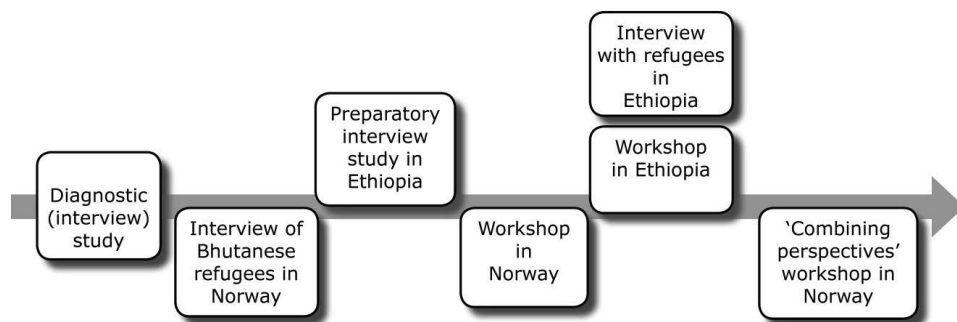 Diagnostic
(interview)
study
Interview of
Bhutanese
refugees in
Norway
Preparatory
interview
study in
Ethiopia
Workshop
in
Norway
Interview
with refugees
in
Ethiopia
Workshop
in Ethiopia
‘Combining
perspectives’
workshop in
Norway